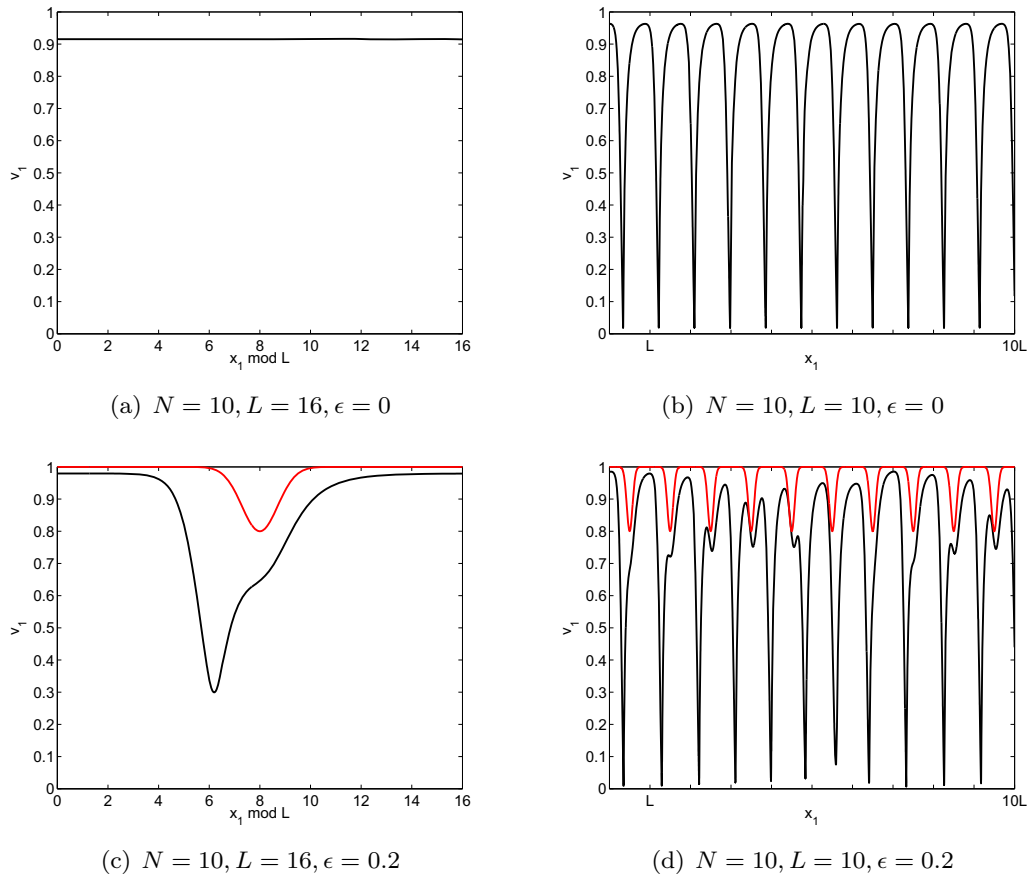 1
0.9
0.8
0.7
0.6
0.5
0.4
0.3
0.2
0.1
0
v₁
0 2 4 6 8 10 12 14 16
x₁ mod L
(a) N = 10, L = 16, ϵ = 0
1
0.9
0.8
0.7
0.6
0.5
0.4
0.3
0.2
0.1
0
v₁
L 10L
x₁
(b) N = 10, L = 10, ϵ = 0
1
0.9
0.8
0.7
0.6
0.5
0.4
0.3
0.2
0.1
0
v₁
0 2 4 6 8 10 12 14 16
x₁ mod L
(c) N = 10, L = 16, ϵ = 0.2
1
0.9
0.8
0.7
0.6
0.5
0.4
0.3
0.2
0.1
0
v₁
L 10L
x₁
(d) N = 10, L = 10, ϵ = 0.2